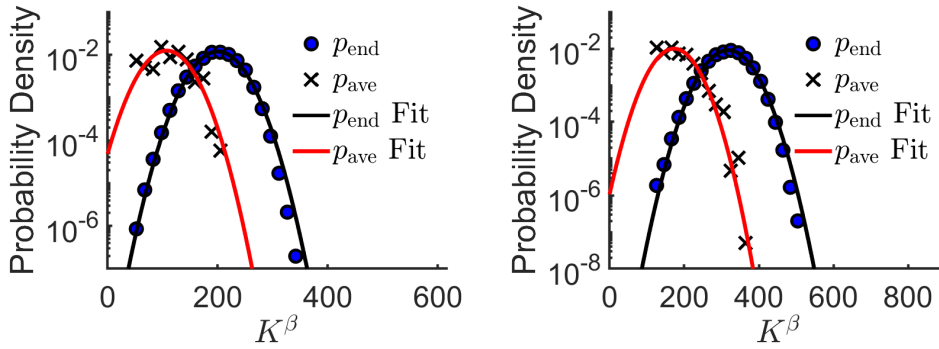 Probability Density
10^-2
10^-4
10^-6
0
200
400
600
K^β
p_end
p_ave
p_end Fit
p_ave Fit
Probability Density
10^-2
10^-4
10^-6
10^-8
0
200
400
600
800
K^β
p_end
p_ave
p_end Fit
p_ave Fit